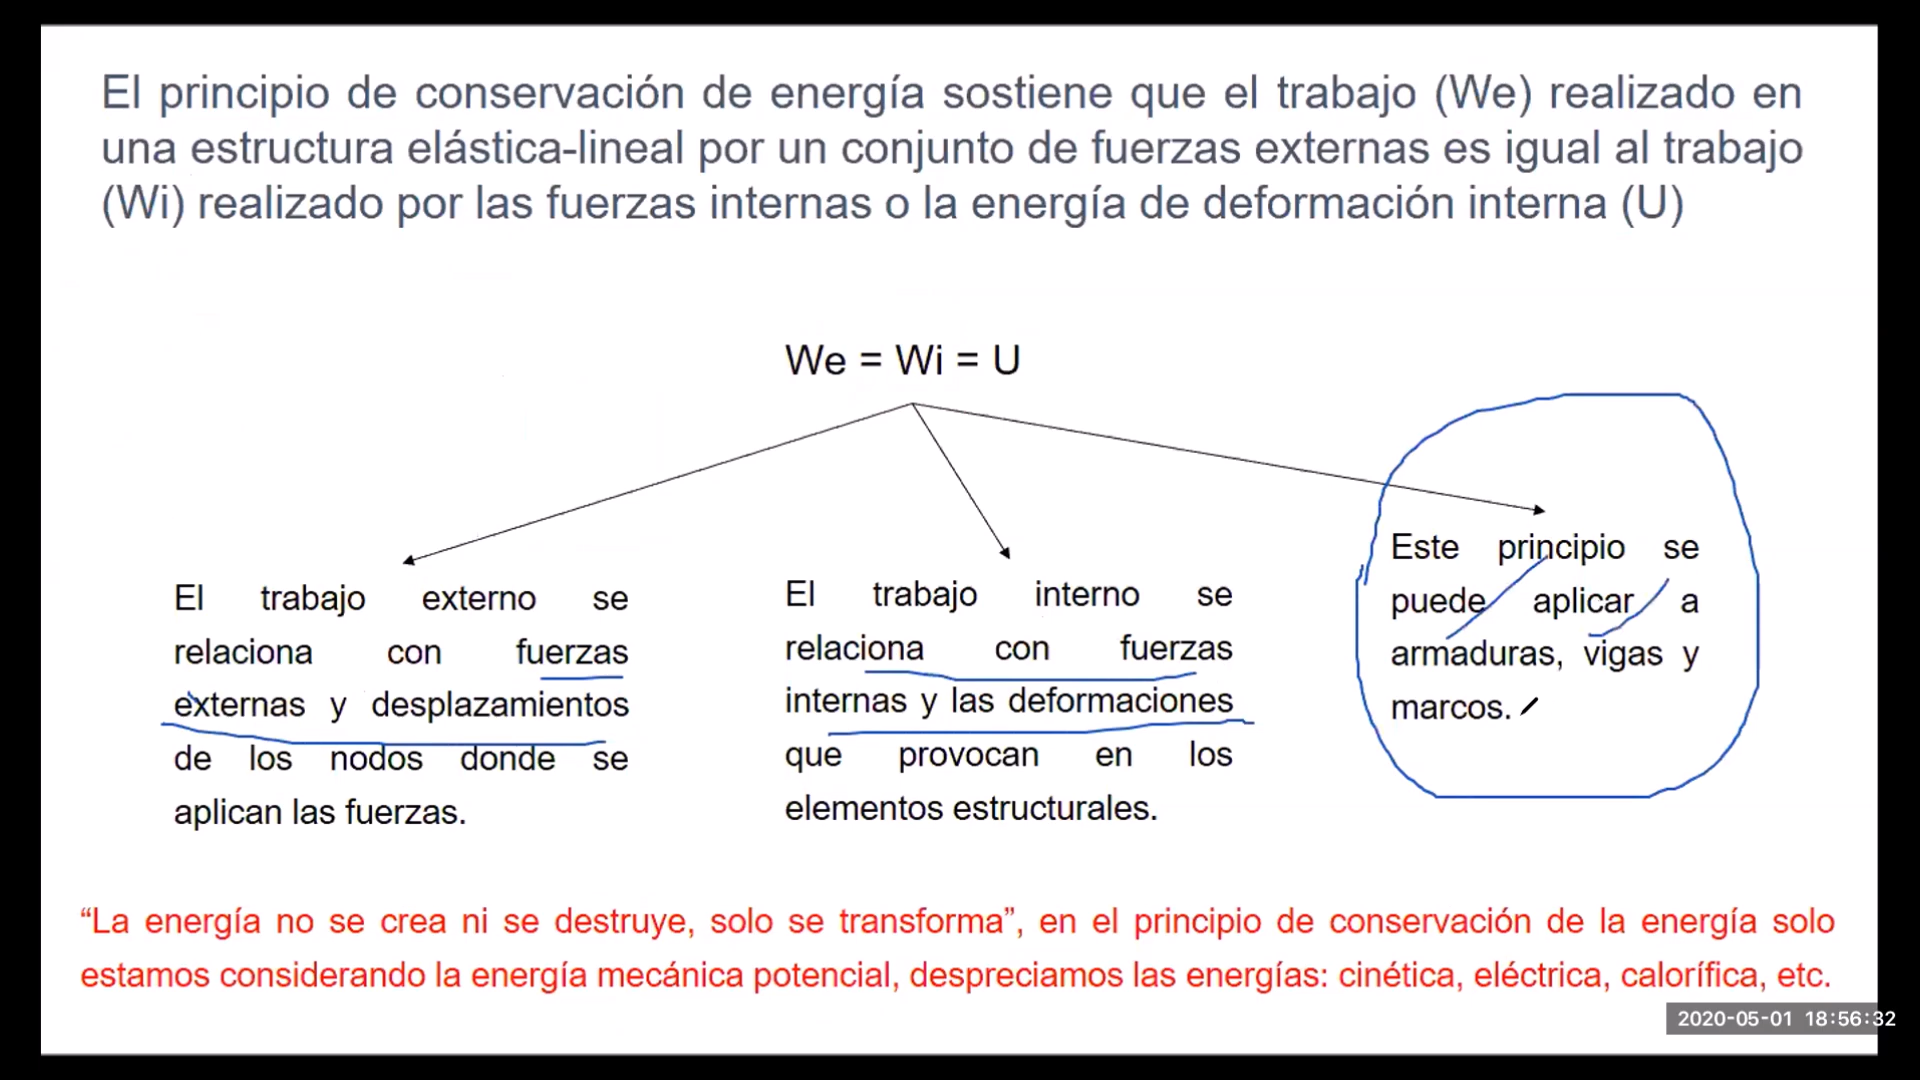 El principio de conservación de energía sostiene que el trabajo (We) realizado en
una estructura elástica-lineal por un conjunto de fuerzas externas es igual al trabajo
(Wi) realizado por las fuerzas internas o la energía de deformación interna (U)
We = Wi = U
El trabajo externo se
relaciona con fuerzas
externas y desplazamientos
de los nodos donde se
aplican las fuerzas.
El trabajo interno se
relaciona con fuerzas
internas y las deformaciones
que provocan en los
elementos estructurales.
Este principio se
puede aplicar a
armaduras, vigas y
marcos.
“La energía no se crea ni se destruye, solo se transforma”, en el principio de conservación de la energía solo
estamos considerando la energía mecánica potencial, despreciamos las energías: cinética, eléctrica, calorífica, etc.
2020-05-01 18:56:32